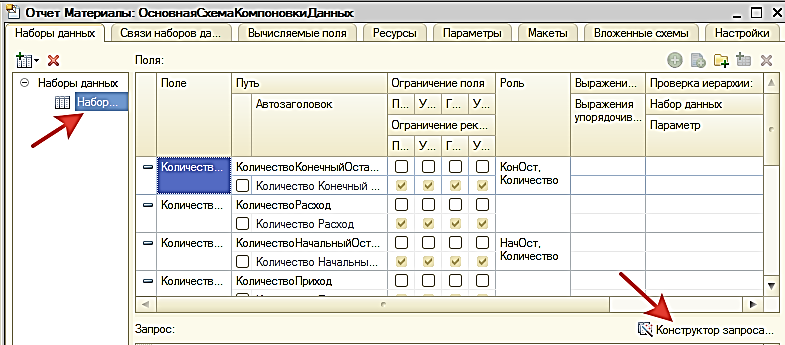 Отчет Материалы: ОсновнаяСхемаКомпоновкиДанных
Наборы данных Связи наборов да... Вычисляемые поля Ресурсы Параметры Макеты Вложенные схемы Настройки
Поля:
Наборы данных
Набор...
Поле Путь Ограничение поля Роль Выражени... Проверка иерархии:
Автозаголовок П... У... Г... У... Выражения упорядочив... Набор данных
Ограничение рек... Параметр
П... У... Г... У...
Количеств... КоличествоКонечныйОста... КонОст, Количество
Количество Конечный ...
Количеств... КоличествоРасход
Количество Расход
Количеств... КоличествоНачальныйОст... НачОст, Количество
Количество Начальны...
Количеств... КоличествоПриход
Запрос: Конструктор запроса...